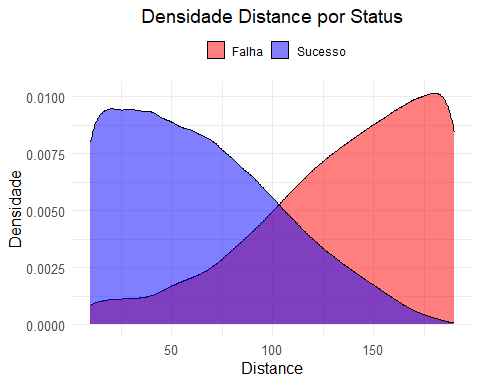 Densidade Distance por Status
Falha Sucesso
Densidade
0.0100
0.0075
0.0050
0.0025
0.0000
50 100 150
Distance